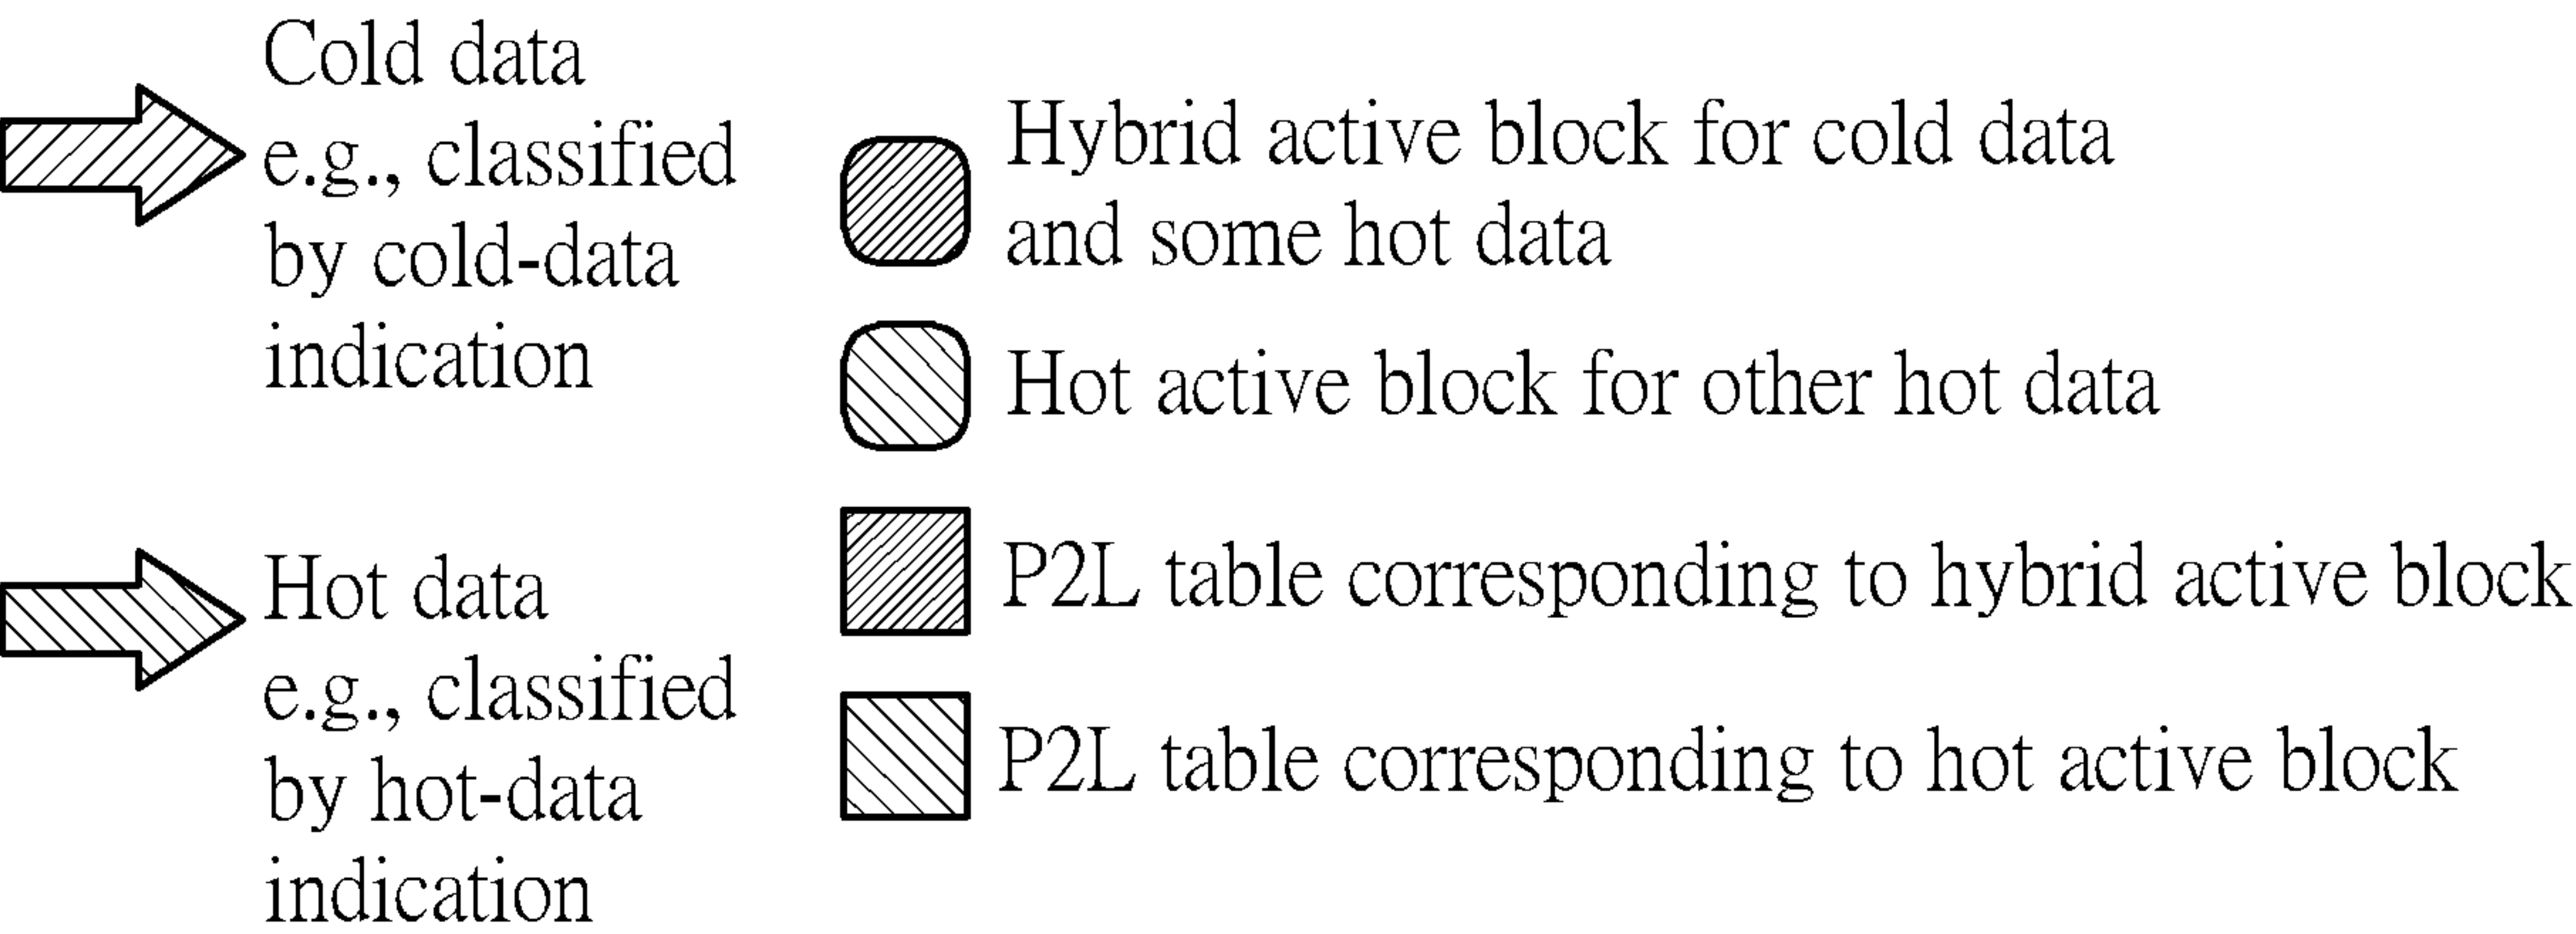 Cold data
e.g., classified
by cold-data
indication
Hot data
e.g., classified
by hot-data
indication
Hybrid active block for cold data
and some hot data
Hot active block for other hot data
P2L table corresponding to hybrid active block
P2L table corresponding to hot active block